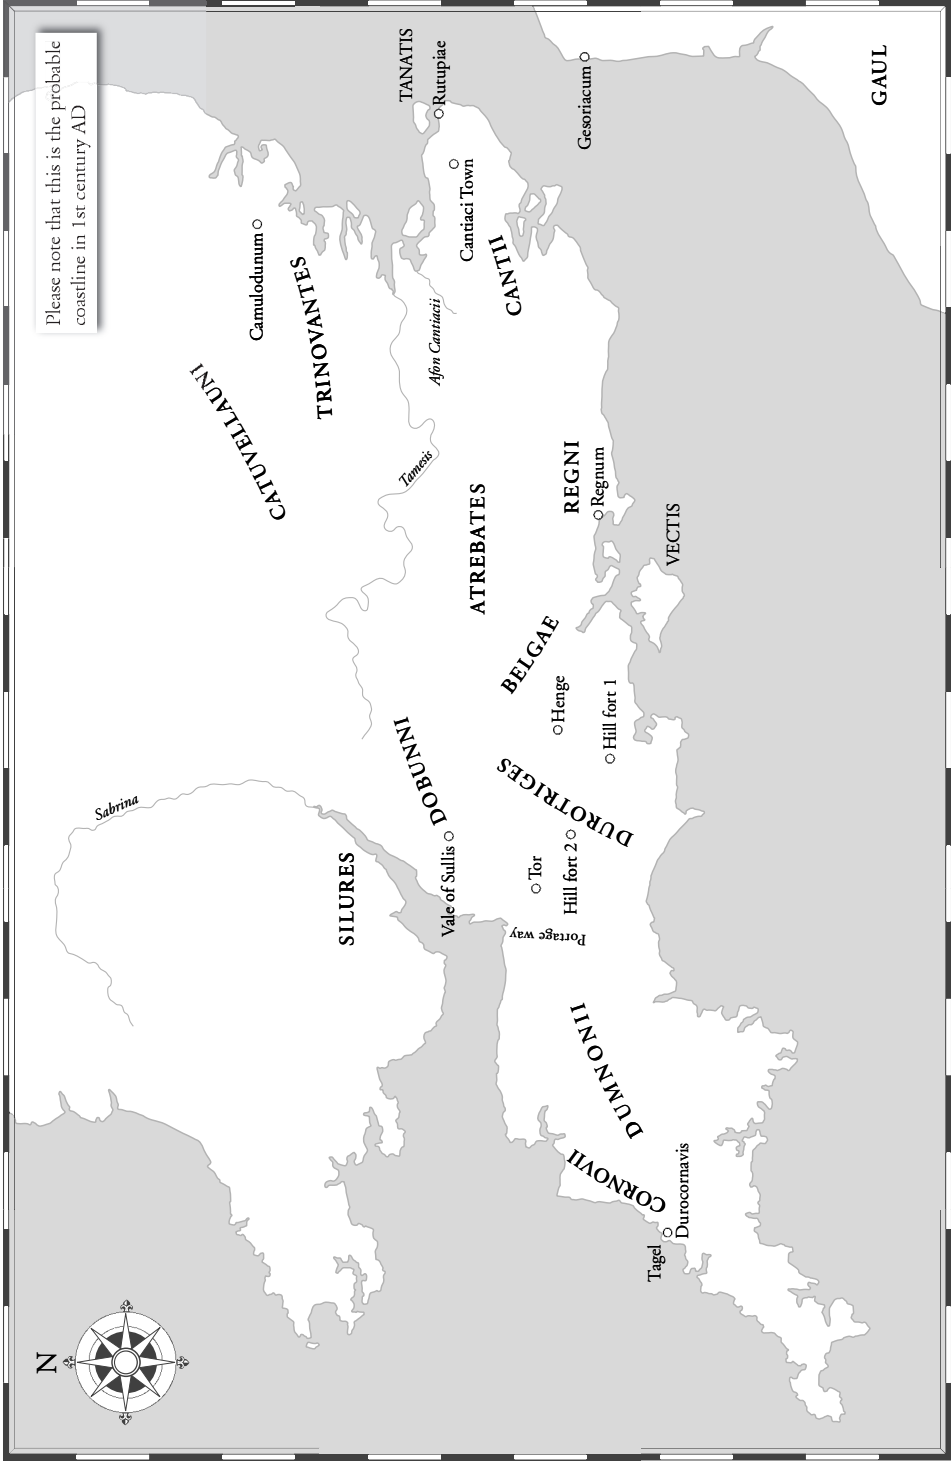 Please note that this is the probable
coastline in 1st century AD
N
Sabrina
SILURES
CATUVELLAUNI
Camulodunum
TRINOVANTES
Tamesis
DOBUNNI
Vale of Sullis
ATREBATES
Afon Cantiacii
TANATIS
Rutupiae
Cantiaci Town
CANTII
Gesoriacum
GAUL
BELGAE
Henge
Hill fort 1
REGNI
Regnum
VECTIS
DUROTRIGES
Tor
Hill fort 2
Portage way
DUMNONII
CORNOVII
Durocornavis
Tagel